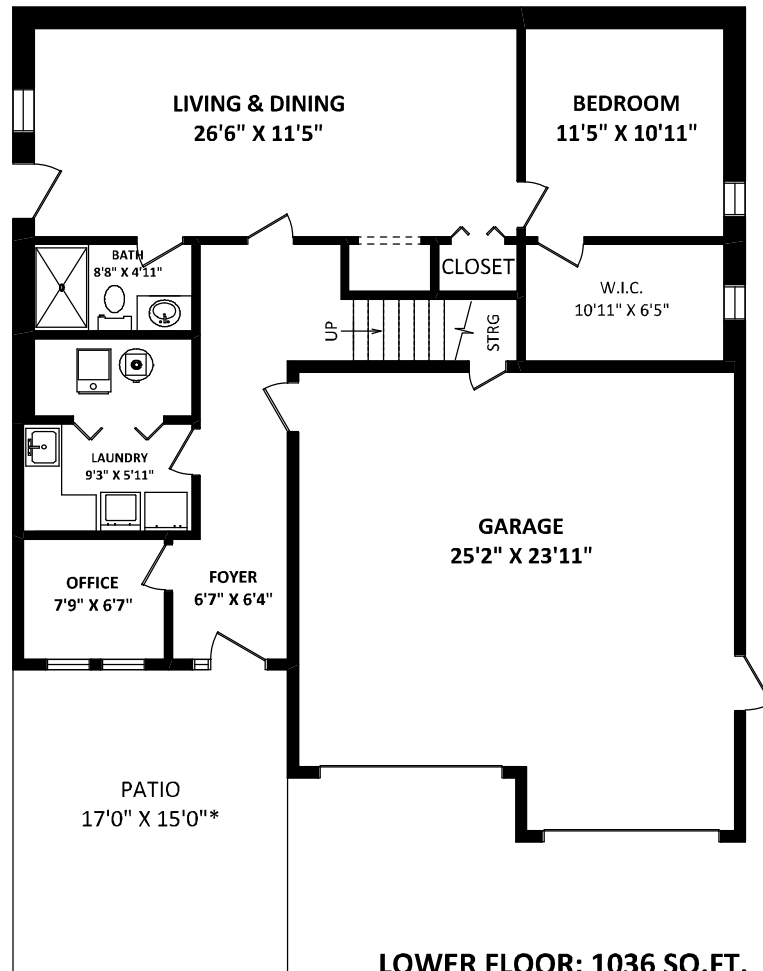 LIVING & DINING
26'6" X 11'5"
BEDROOM
11'5" X 10'11"
BATH
8'8" X 4'11"
CLOSET
W.I.C.
10'11" X 6'5"
UP
STRG
LAUNDRY
9'3" X 5'11"
GARAGE
25'2" X 23'11"
OFFICE
7'9" X 6'7"
FOYER
6'7" X 6'4"
PATIO
17'0" X 15'0"*
LOWER FLOOR: 1036 SQ.FT.